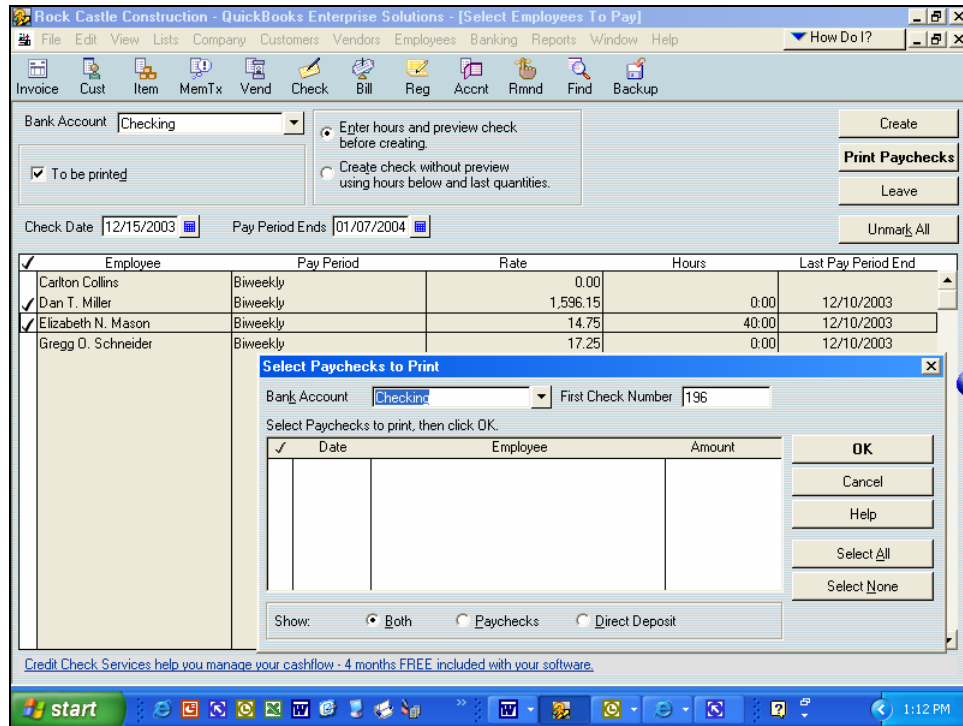 Rock Castle Construction - QuickBooks Enterprise Solutions - [Select Employees To Pay]
File Edit View Lists Company Customers Vendors Employees Banking Reports Window Help How Do I?
Invoice Cust Item MemTx Vend Check Bill Reg Accnt Rmnd Find Backup
Bank Account Checking
To be printed
Enter hours and preview check
before creating.
Create check without preview
using hours below and last quantities.
Create
Print Paychecks
Leave
Unmark All
Check Date 12/15/2003 Pay Period Ends 01/07/2004
✓ Employee Pay Period Rate Hours Last Pay Period End
Carlton Collins Biweekly 0.00
✓ Dan T. Miller Biweekly 1,596.15 0:00 12/10/2003
✓ Elizabeth N. Mason Biweekly 14.75 40:00 12/10/2003
Gregg O. Schneider Biweekly 17.25 0:00 12/10/2003
Select Paychecks to Print
Bank Account Checking First Check Number 196
Select Paychecks to print, then click OK.
✓ Date Employee Amount
OK
Cancel
Help
Select All
Select None
Show: Both Paychecks Direct Deposit
Credit Check Services help you manage your cashflow - 4 months FREE included with your software.
start 1:12 PM